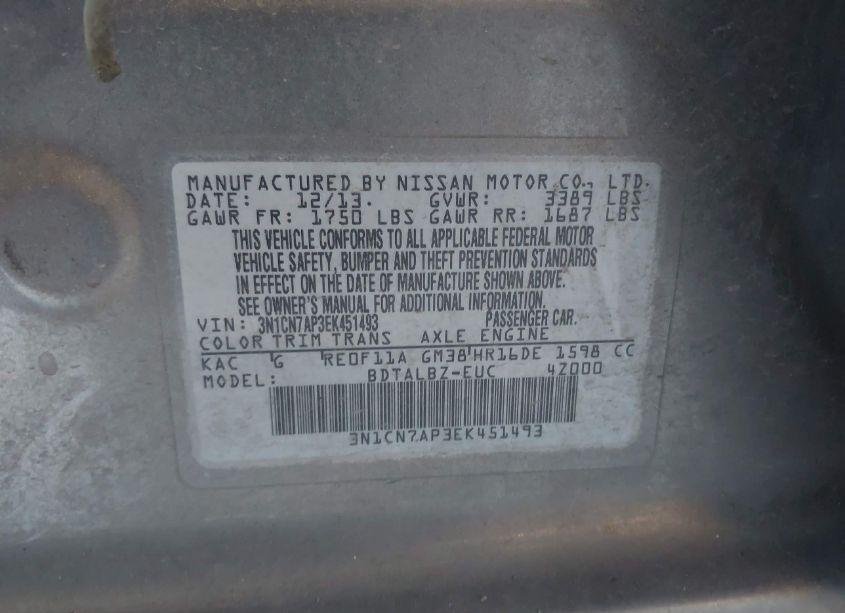 MANUFACTURED BY NISSAN MOTOR CO., LTD.
DATE: 12/13. GVWR: 3389 LBS
GAWR FR: 1750 LBS GAWR RR: 1687 LBS
THIS VEHICLE CONFORMS TO ALL APPLICABLE FEDERAL MOTOR
VEHICLE SAFETY, BUMPER AND THEFT PREVENTION STANDARDS
IN EFFECT ON THE DATE OF MANUFACTURE SHOWN ABOVE.
SEE OWNER'S MANUAL FOR ADDITIONAL INFORMATION.
VIN: 3N1CN7AP3EK451493 PASSENGER CAR.
COLOR TRIM TRANS AXLE ENGINE
KAC G RE0F11A GM38 HR16DE 1598 CC
MODEL: BDTALBZ-EUC 4Z000
3N1CN7AP3EK451493